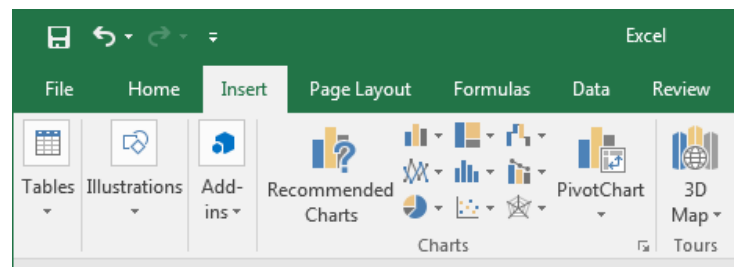 Excel
File Home Insert Page Layout Formulas Data Review
Tables Illustrations Add-ins Recommended Charts PivotChart 3D Map
Charts Tours